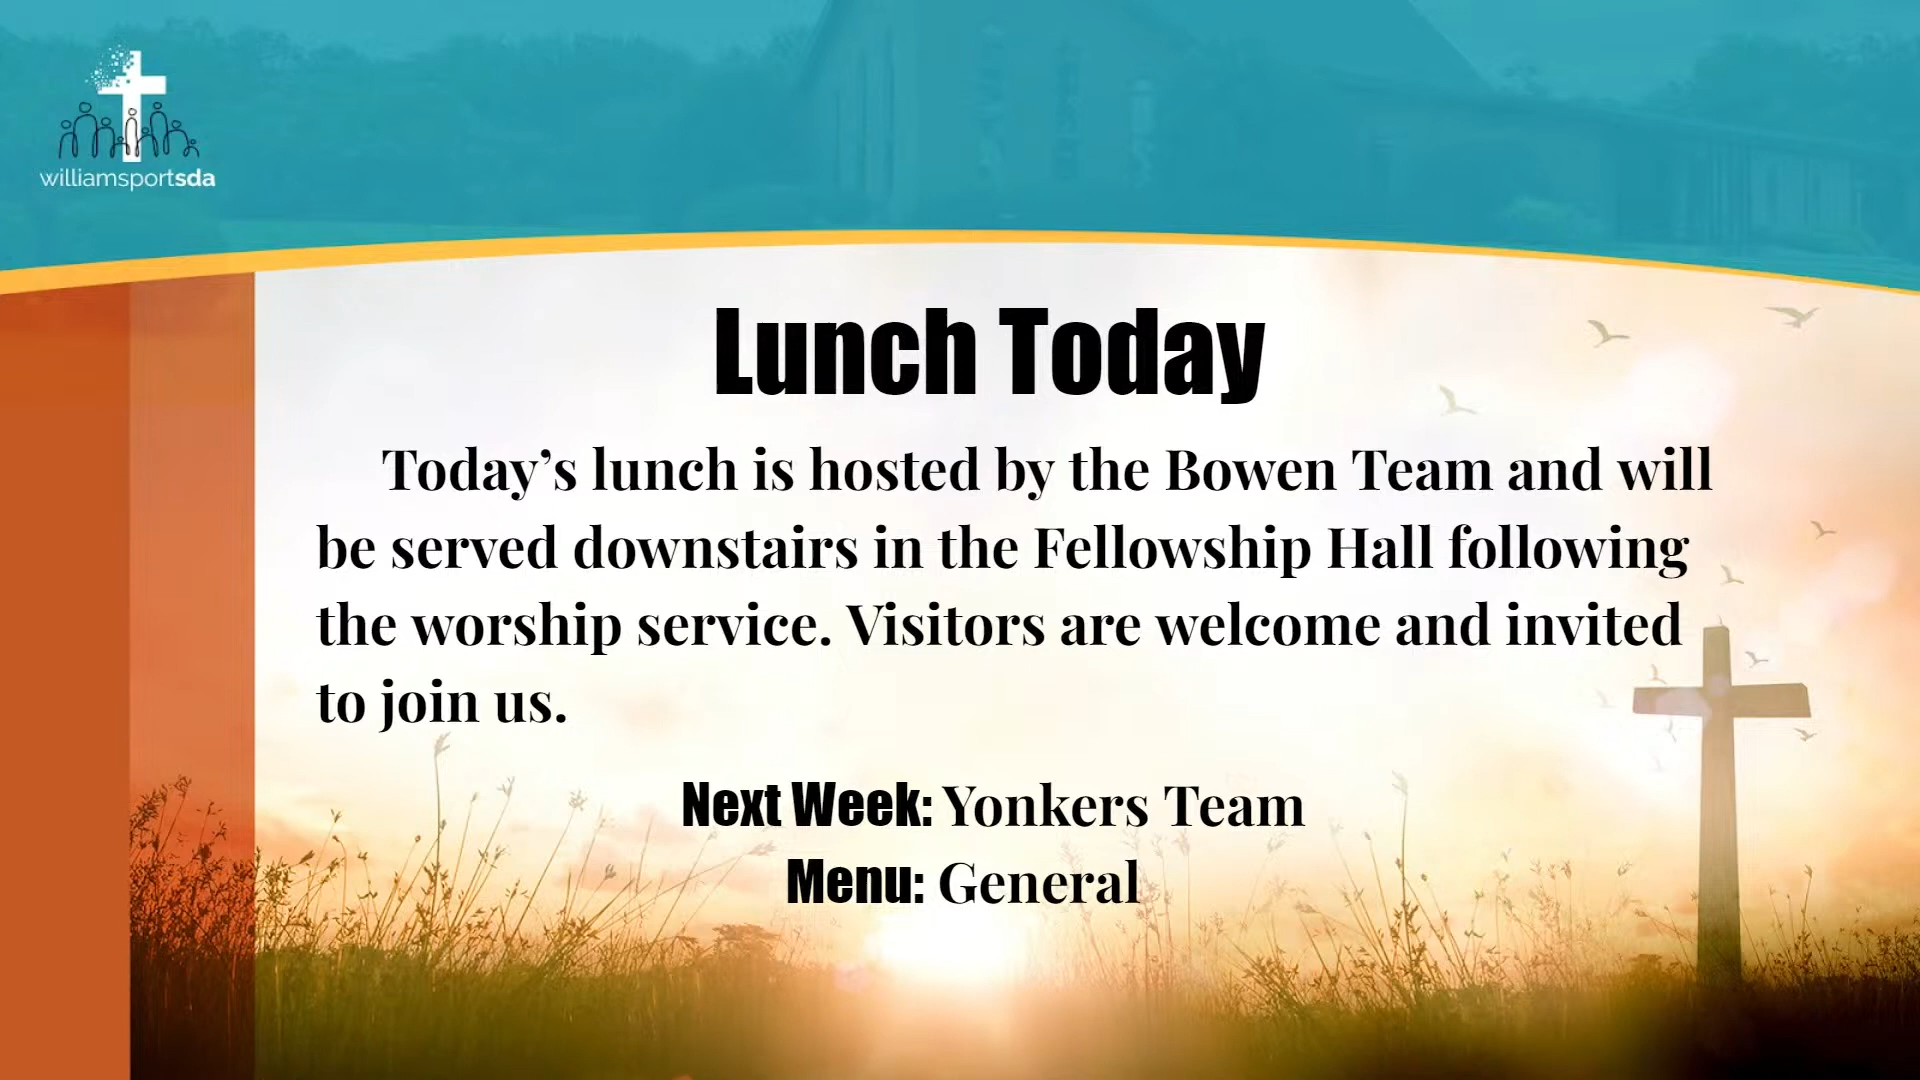 williamsportsda
Lunch Today
Today’s lunch is hosted by the Bowen Team and will
be served downstairs in the Fellowship Hall following
the worship service. Visitors are welcome and invited
to join us.
Next Week: Yonkers Team
Menu: General